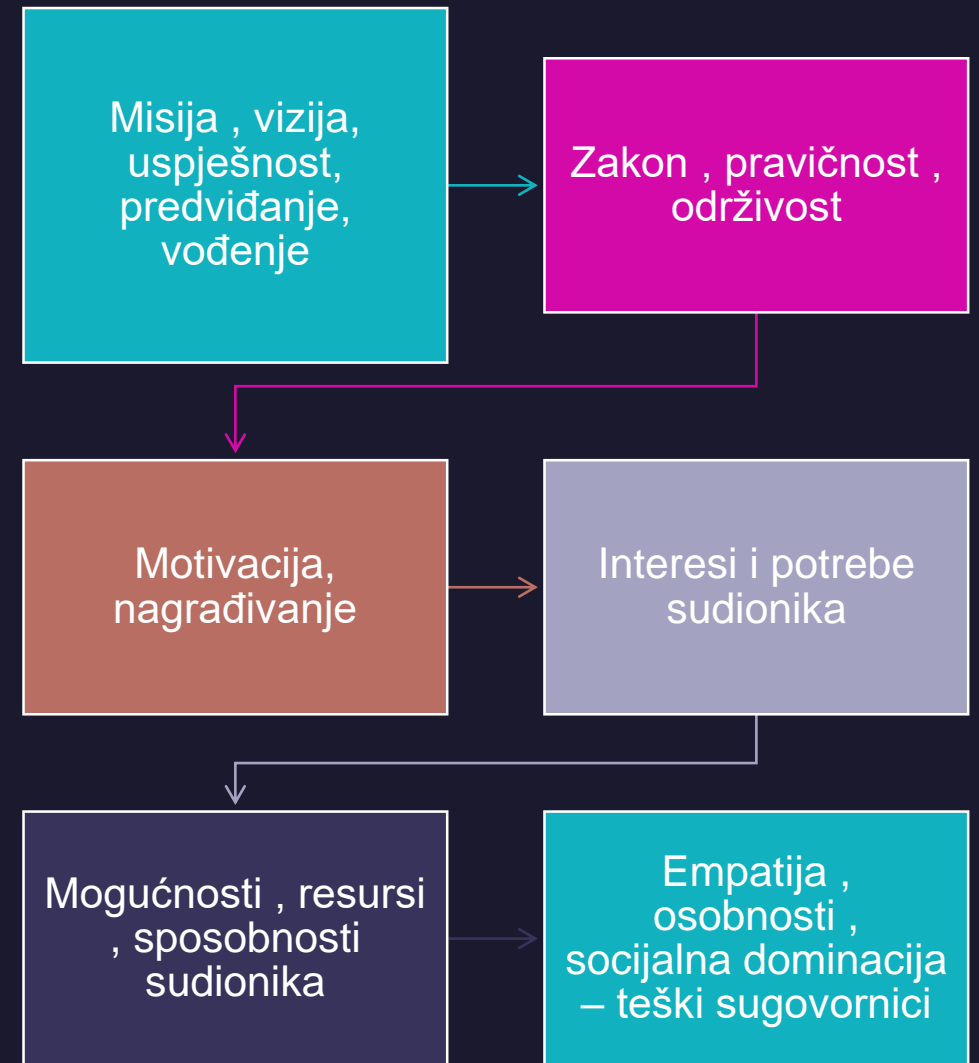 Misija , vizija,
uspješnost,
predviđanje,
vođenje
Zakon , pravičnost ,
održivost
Motivacija,
nagrađivanje
Interesi i potrebe
sudionika
Mogućnosti , resursi
, sposobnosti
sudionika
Empatija ,
osobnosti ,
socijalna dominacija
– teški sugovornici